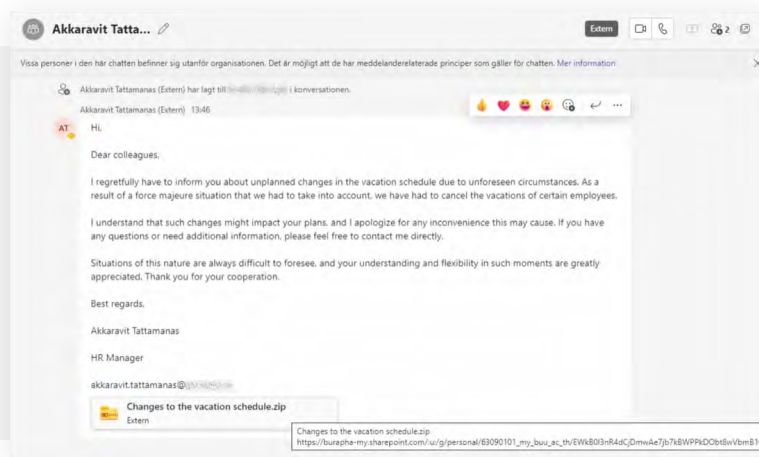 Akkaravit Tatta...
Extern
2
Vissa personer i den här chatten befinner sig utanför organisationen. Det är möjligt att de har meddelanderelaterade principer som gäller för chatten. Mer information
Akkaravit Tattamanas (Extern) har lagt till i konversationen.
Akkaravit Tattamanas (Extern) 13:46
AT
Hi,
Dear colleagues,
I regretfully have to inform you about unplanned changes in the vacation schedule due to unforeseen circumstances. As a
result of a force majeure situation that we had to take into account, we have had to cancel the vacations of certain employees.
I understand that such changes might impact your plans, and I apologize for any inconvenience this may cause. If you have
any questions or need additional information, please feel free to contact me directly.
Situations of this nature are always difficult to foresee, and your understanding and flexibility in such moments are greatly
appreciated. Thank you for your cooperation.
Best regards,
Akkaravit Tattamanas
HR Manager
akkaravit.tattamanas@
Changes to the vacation schedule.zip
Extern
Changes to the vacation schedule.zip